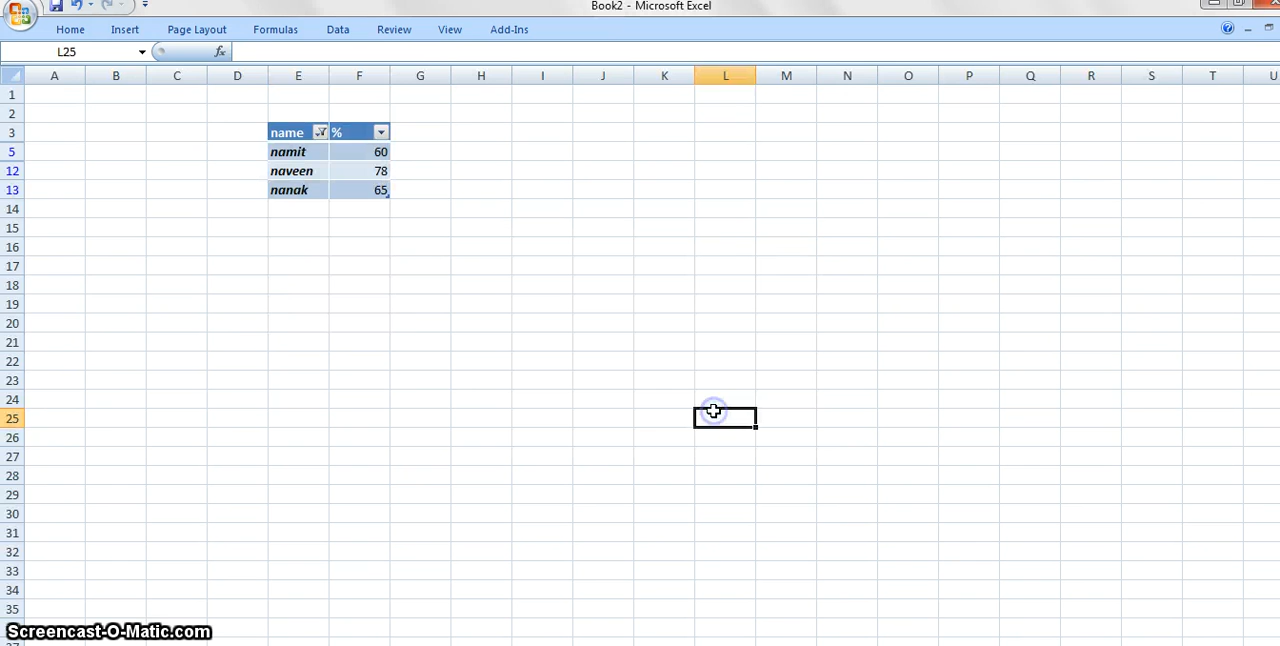 Book2 - Microsoft Excel
Home Insert Page Layout Formulas Data Review View Add-Ins
L25 fx
A B C D E F G H I J K L M N O P Q R S T U
1
2
3 name %
5 namit 60
12 naveen 78
13 nanak 65
14
15
16
17
18
19
20
21
22
23
24
25
26
27
28
29
30
31
32
33
34
35
Screencast-O-Matic.com